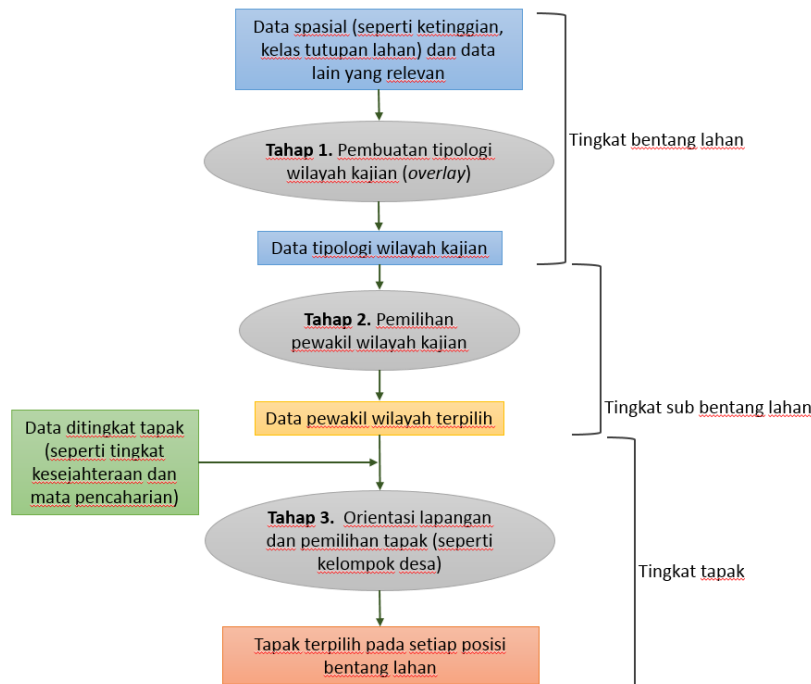 Data spasial (seperti ketinggian,
kelas tutupan lahan) dan data
lain yang relevan
Tingkat bentang lahan
Tahap 1. Pembuatan tipologi
wilayah kajian (overlay)
Data tipologi wilayah kajian
Tahap 2. Pemilihan
pewakil wilayah kajian
Tingkat sub bentang lahan
Data pewakil wilayah terpilih
Data ditingkat tapak
(seperti tingkat
kesejahteraan dan
mata pencaharian)
Tahap 3. Orientasi lapangan
dan pemilihan tapak (seperti
kelompok desa)
Tingkat tapak
Tapak terpilih pada setiap posisi
bentang lahan